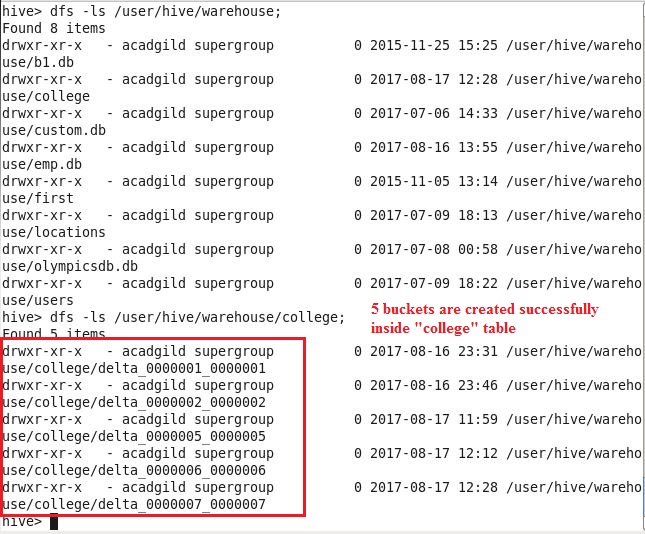 hive> dfs -ls /user/hive/warehouse;
Found 8 items
drwxr-xr-x   - acadgild supergroup          0 2015-11-25 15:25 /user/hive/wareho
use/b1.db
drwxr-xr-x   - acadgild supergroup          0 2017-08-17 12:28 /user/hive/wareho
use/college
drwxr-xr-x   - acadgild supergroup          0 2017-07-06 14:33 /user/hive/wareho
use/custom.db
drwxr-xr-x   - acadgild supergroup          0 2017-08-16 13:55 /user/hive/wareho
use/emp.db
drwxr-xr-x   - acadgild supergroup          0 2015-11-05 13:14 /user/hive/wareho
use/first
drwxr-xr-x   - acadgild supergroup          0 2017-07-09 18:13 /user/hive/wareho
use/locations
drwxr-xr-x   - acadgild supergroup          0 2017-07-08 00:58 /user/hive/wareho
use/olympicsdb.db
drwxr-xr-x   - acadgild supergroup          0 2017-07-09 18:22 /user/hive/wareho
use/users
hive> dfs -ls /user/hive/warehouse/college;
5 buckets are created successfully
inside "college" table
Found 5 items
drwxr-xr-x   - acadgild supergroup          0 2017-08-16 23:31 /user/hive/wareho
use/college/delta_0000001_0000001
drwxr-xr-x   - acadgild supergroup          0 2017-08-16 23:46 /user/hive/wareho
use/college/delta_0000002_0000002
drwxr-xr-x   - acadgild supergroup          0 2017-08-17 11:59 /user/hive/wareho
use/college/delta_0000005_0000005
drwxr-xr-x   - acadgild supergroup          0 2017-08-17 12:12 /user/hive/wareho
use/college/delta_0000006_0000006
drwxr-xr-x   - acadgild supergroup          0 2017-08-17 12:28 /user/hive/wareho
use/college/delta_0000007_0000007
hive>